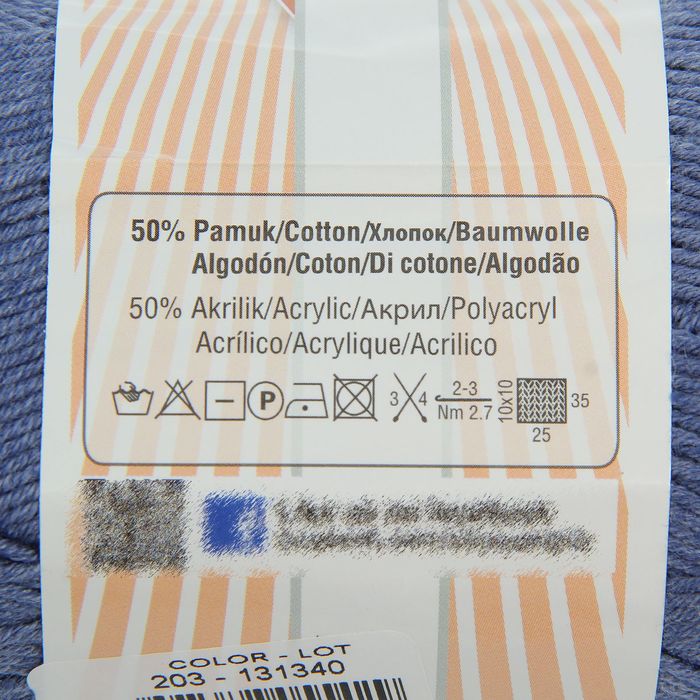 50% Pamuk/Cotton/Хлопок/Baumwolle
Algodón/Coton/Di cotone/Algodão
50% Akrilik/Acrylic/Акрил/Polyacryl
Acrílico/Acrylique/Acrilico
P
3 4
2-3
Nm 2.7
10x10
35
25
COLOR - LOT
203 - 131340